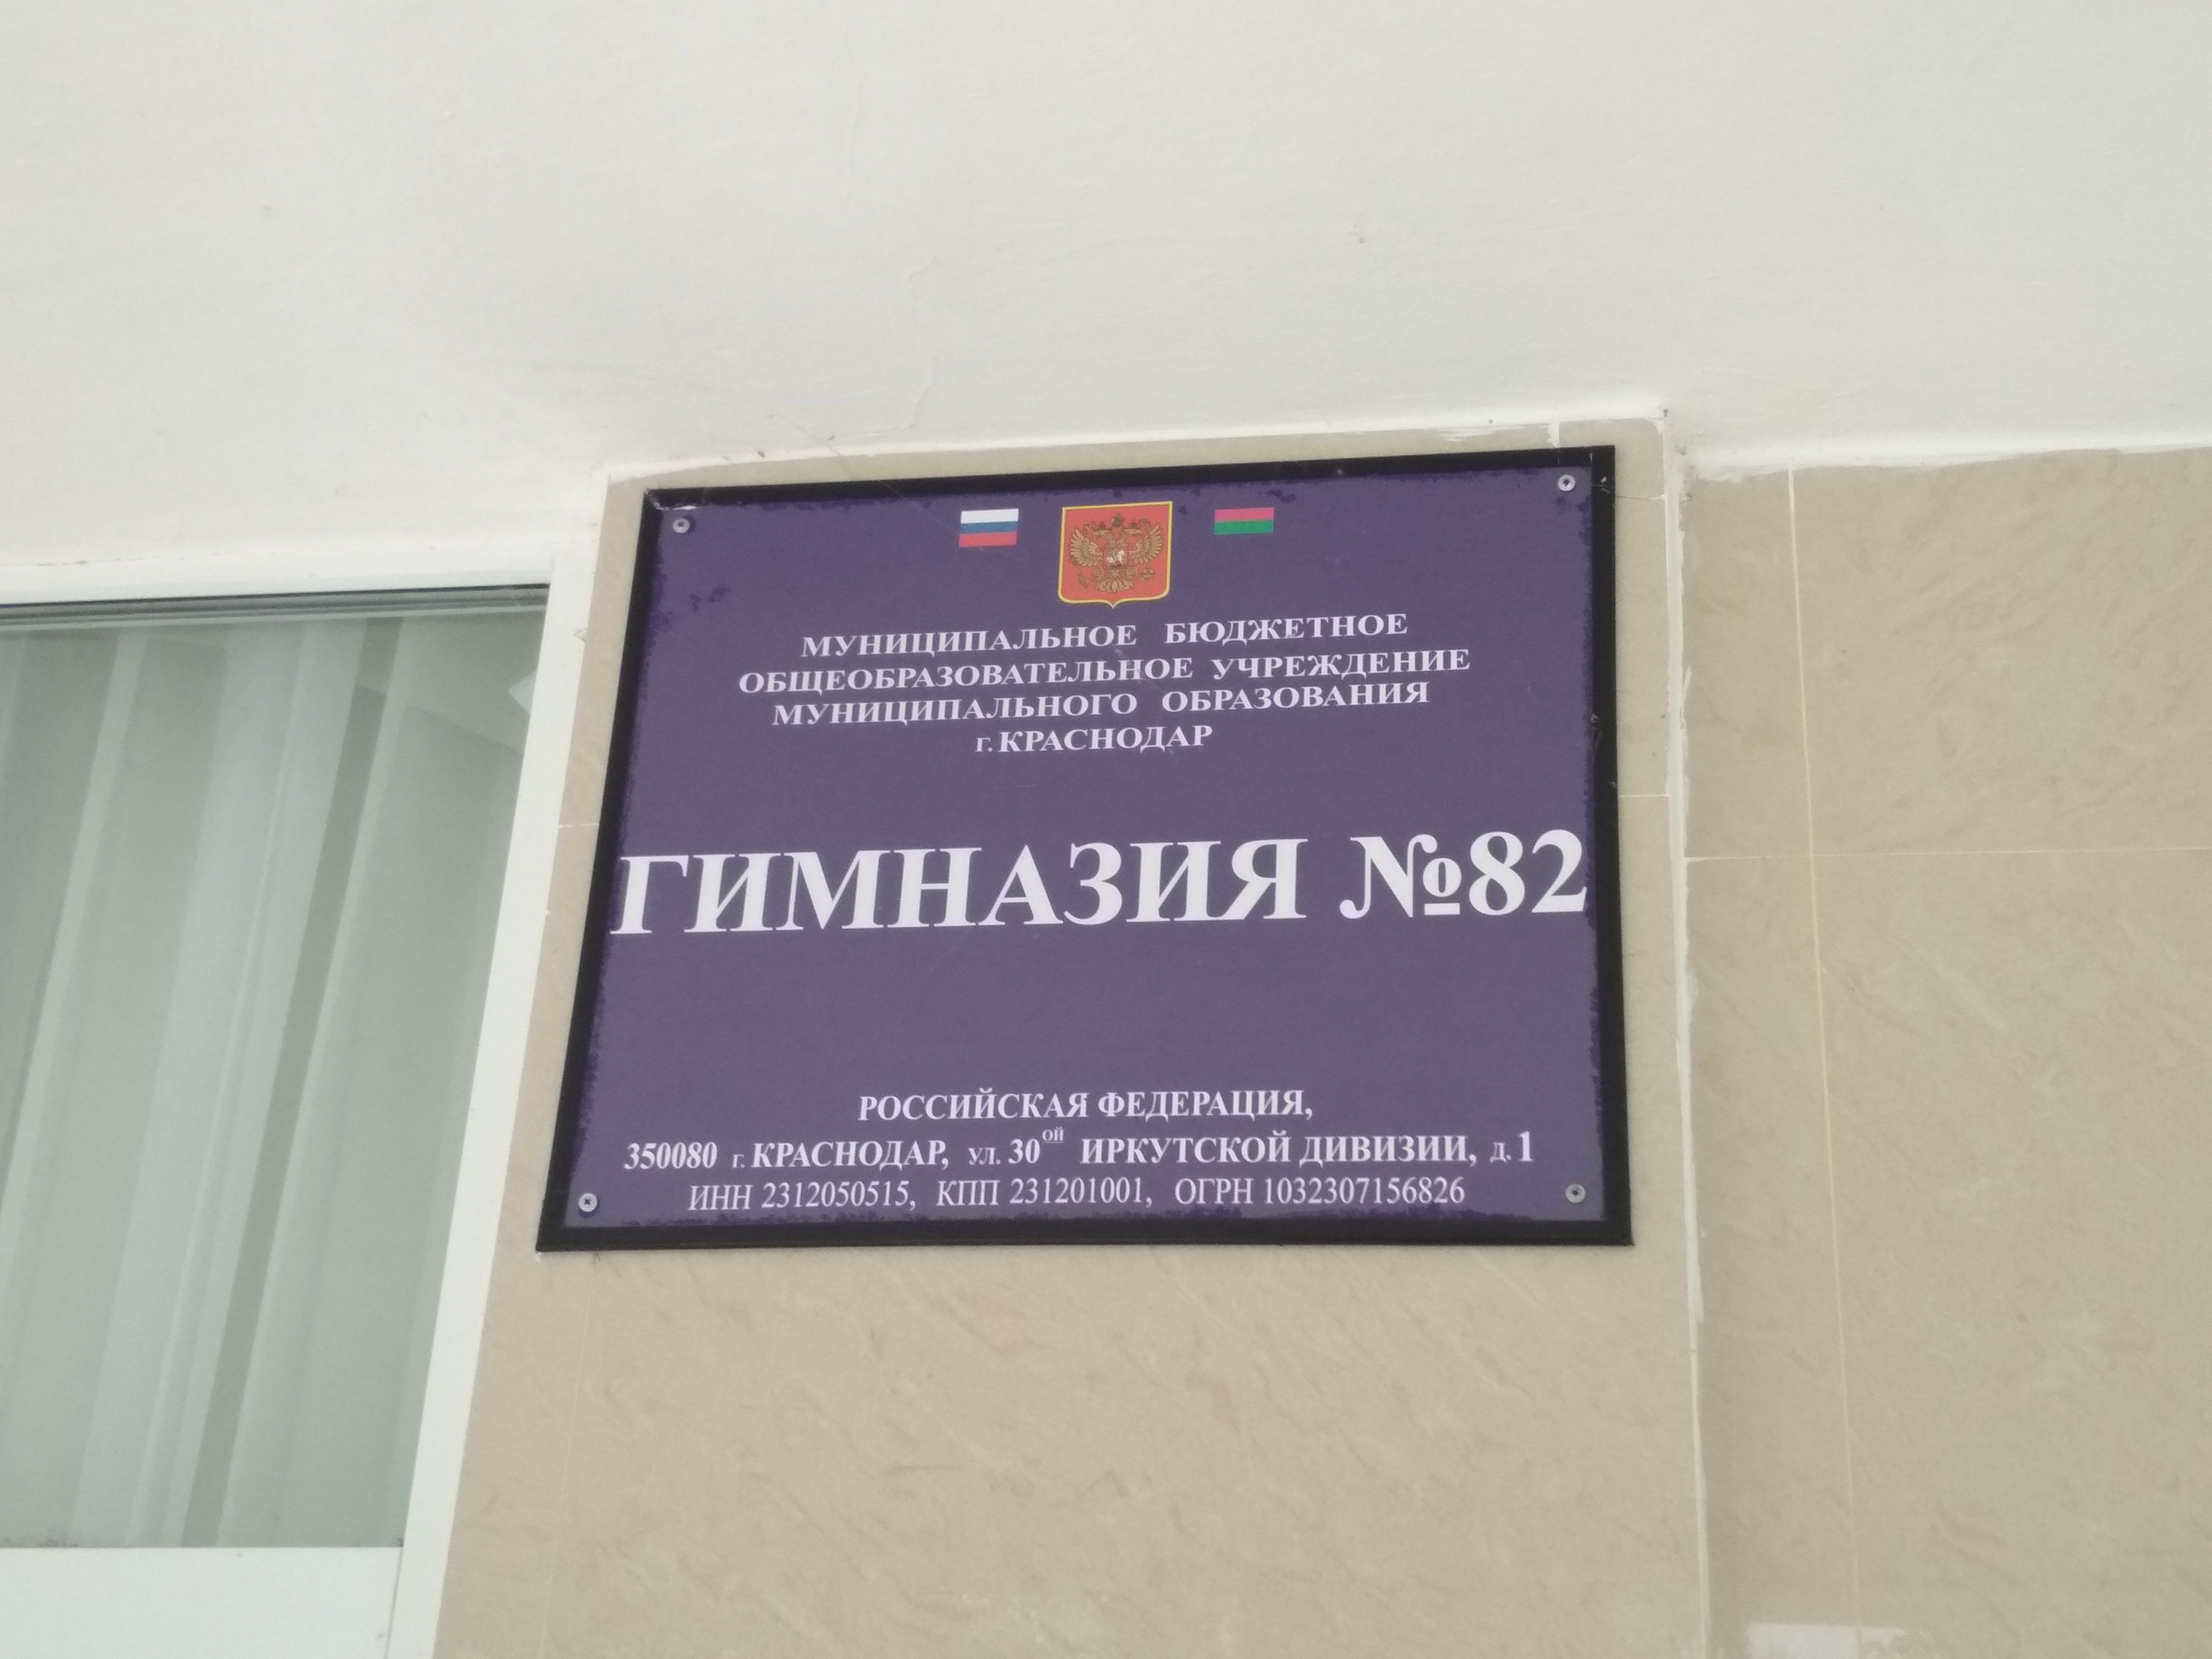 МУНИЦИПАЛЬНОЕ БЮДЖЕТНОЕ
ОБЩЕОБРАЗОВАТЕЛЬНОЕ УЧРЕЖДЕНИЕ
МУНИЦИПАЛЬНОГО ОБРАЗОВАНИЯ
г. КРАСНОДАР
ГИМНАЗИЯ №82
РОССИЙСКАЯ ФЕДЕРАЦИЯ,
350080 г. КРАСНОДАР, ул. 30ой ИРКУТСКОЙ ДИВИЗИИ, д. 1
ИНН 2312050515, КПП 231201001, ОГРН 1032307156826